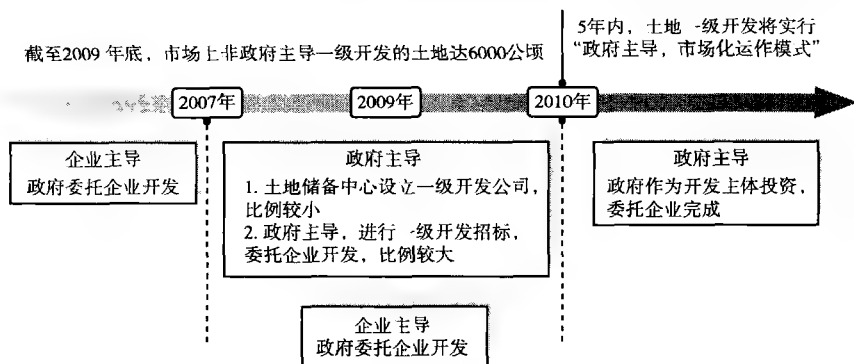 截至2009 年底，市场上非政府主导一级开发的土地达6000公顷
5年内，土地一级开发将实行
“政府主导，市场化运作模式”
2007年
2009年
2010年
企业主导
政府委托企业开发
政府主导
1. 土地储备中心设立一级开发公司，
比例较小
2. 政府主导，进行一级开发招标，
委托企业开发，比例较大
政府主导
政府作为开发主体投资，
委托企业完成
企业主导
政府委托企业开发